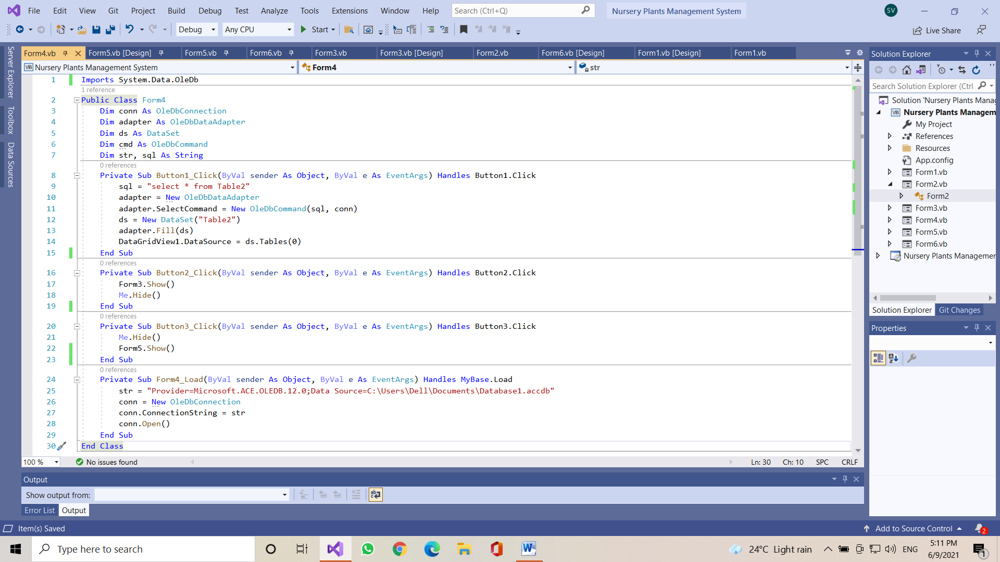 File Edit View Git Project Build Debug Test Analyze Tools Extensions Window Help Search (Ctrl+Q) Nursery Plants Management System SV
Debug Any CPU Start Live Share
Form4.vb Form5.vb [Design] Form5.vb Form6.vb Form3.vb Form3.vb [Design] Form2.vb Form6.vb [Design] Form1.vb [Design] Form1.vb
VB Nursery Plants Management System Form4 str
Server Explorer
Toolbox
Data Sources
1 Imports System.Data.OleDb
1 reference
2 Public Class Form4
3 Dim conn As OleDbConnection
4 Dim adapter As OleDbDataAdapter
5 Dim ds As DataSet
6 Dim cmd As OleDbCommand
7 Dim str, sql As String
0 references
8 Private Sub Button1_Click(ByVal sender As Object, ByVal e As EventArgs) Handles Button1.Click
9 sql = "select * from Table2"
10 adapter = New OleDbDataAdapter
11 adapter.SelectCommand = New OleDbCommand(sql, conn)
12 ds = New DataSet("Table2")
13 adapter.Fill(ds)
14 DataGridView1.DataSource = ds.Tables(0)
15 End Sub
0 references
16 Private Sub Button2_Click(ByVal sender As Object, ByVal e As EventArgs) Handles Button2.Click
17 Form3.Show()
18 Me.Hide()
19 End Sub
0 references
20 Private Sub Button3_Click(ByVal sender As Object, ByVal e As EventArgs) Handles Button3.Click
21 Me.Hide()
22 Form5.Show()
23 End Sub
0 references
24 Private Sub Form4_Load(ByVal sender As Object, ByVal e As EventArgs) Handles MyBase.Load
25 str = "Provider=Microsoft.ACE.OLEDB.12.0;Data Source=C:\Users\Dell\Documents\Database1.accdb"
26 conn = New OleDbConnection
27 conn.ConnectionString = str
28 conn.Open()
29 End Sub
30 End Class
100 % No issues found Ln: 30 Ch: 10 SPC CRLF
Output
Show output from:
Error List Output
Solution Explorer
Search Solution Explorer (Ctrl
Solution 'Nursery Plants Mana
VB Nursery Plants Managem
My Project
References
Resources
App.config
Form1.vb
Form2.vb
Form2
Form3.vb
Form4.vb
Form5.vb
Form6.vb
Nursery Plants Managemer
Solution Explorer Git Changes
Properties
Item(s) Saved Add to Source Control 2
Type here to search 24°C Light rain ENG 5:11 PM
6/9/2021 1